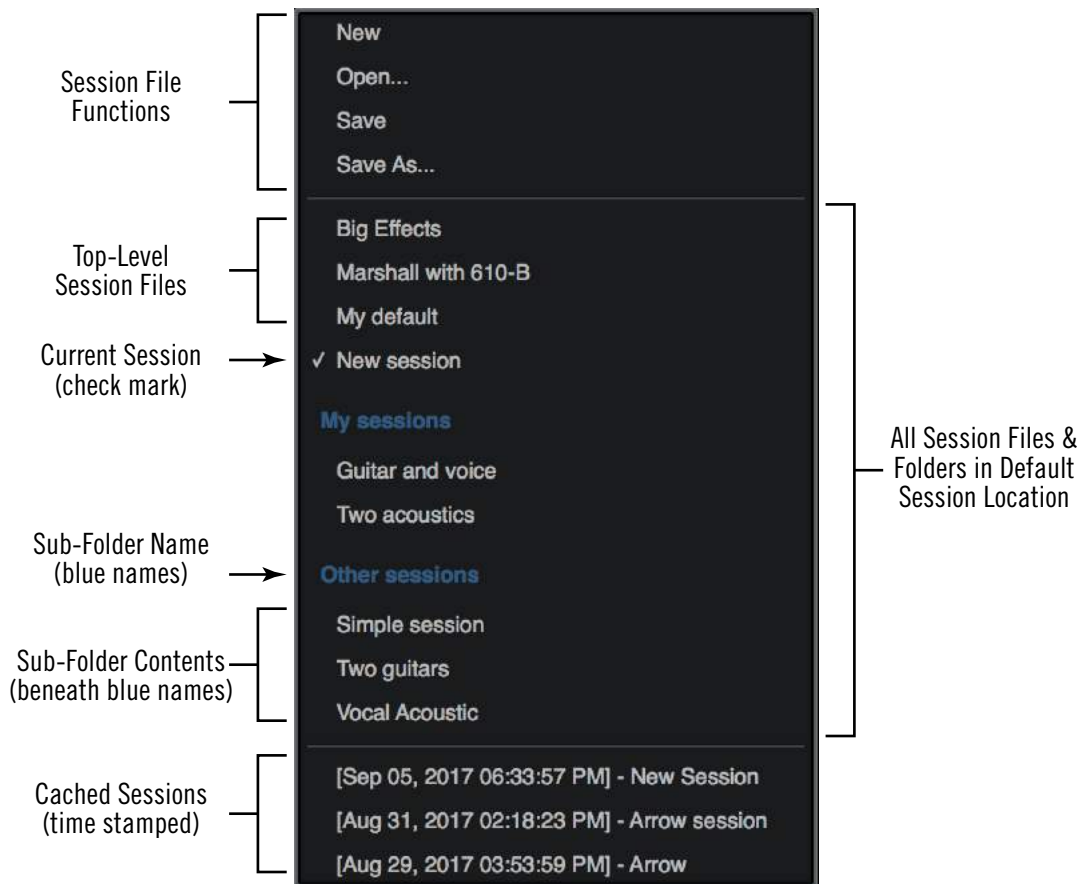 Session File
Functions
New
Open...
Save
Save As...
Top-Level
Session Files
Big Effects
Marshall with 610-B
My default
Current Session
(check mark)
✓ New session
My sessions
Guitar and voice
Two acoustics
Sub-Folder Name
(blue names)
Other sessions
Sub-Folder Contents
(beneath blue names)
Simple session
Two guitars
Vocal Acoustic
All Session Files &
Folders in Default
Session Location
Cached Sessions
(time stamped)
[Sep 05, 2017 06:33:57 PM] - New Session
[Aug 31, 2017 02:18:23 PM] - Arrow session
[Aug 29, 2017 03:53:59 PM] - Arrow